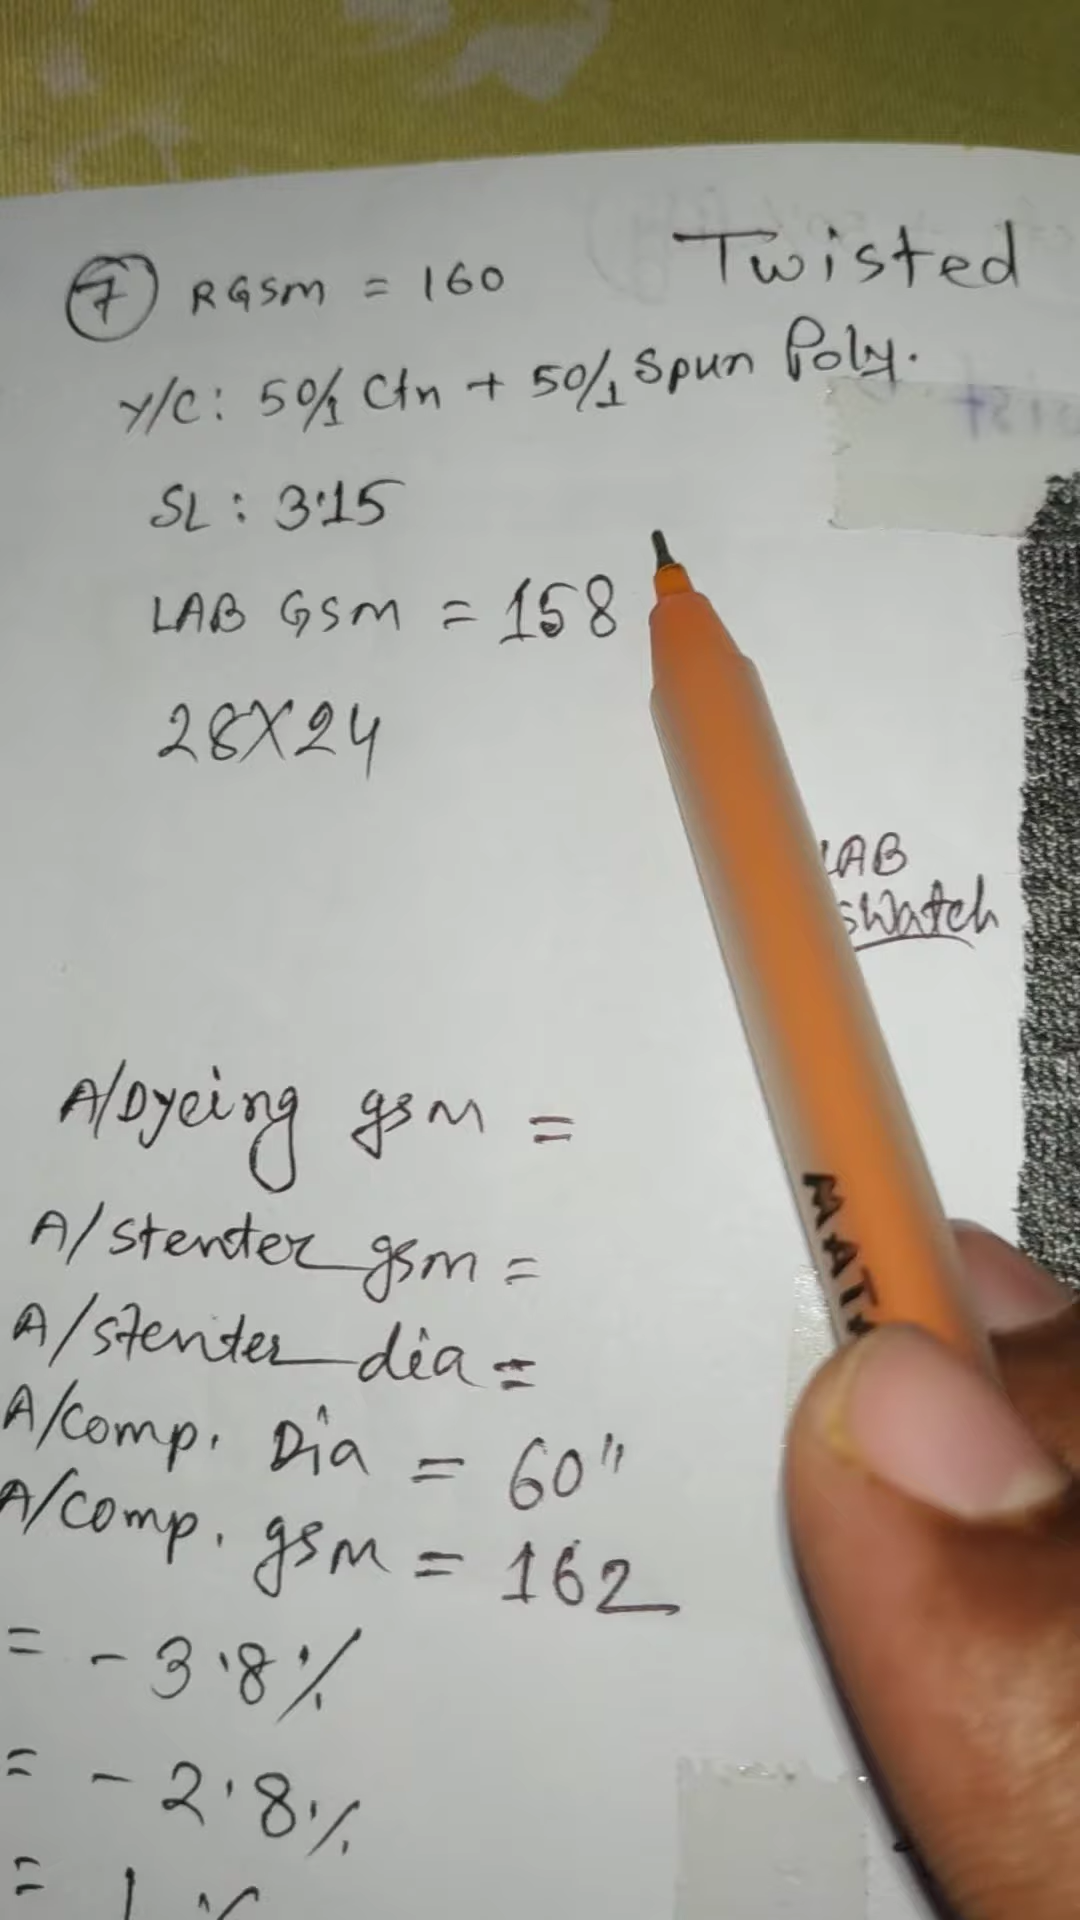 7 RGSM = 160
Twisted
Y/C: 50/1 Ctn + 50/1 Spun Poly.
SL: 3.15
LAB GSM = 158
28X24
LAB
swatch
A/Dyeing gsm =
A/stenter gsm =
A/stenter dia =
A/comp. Dia = 60"
A/comp. gsm = 162
= - 3.8%
= - 2.8%
=
MAT